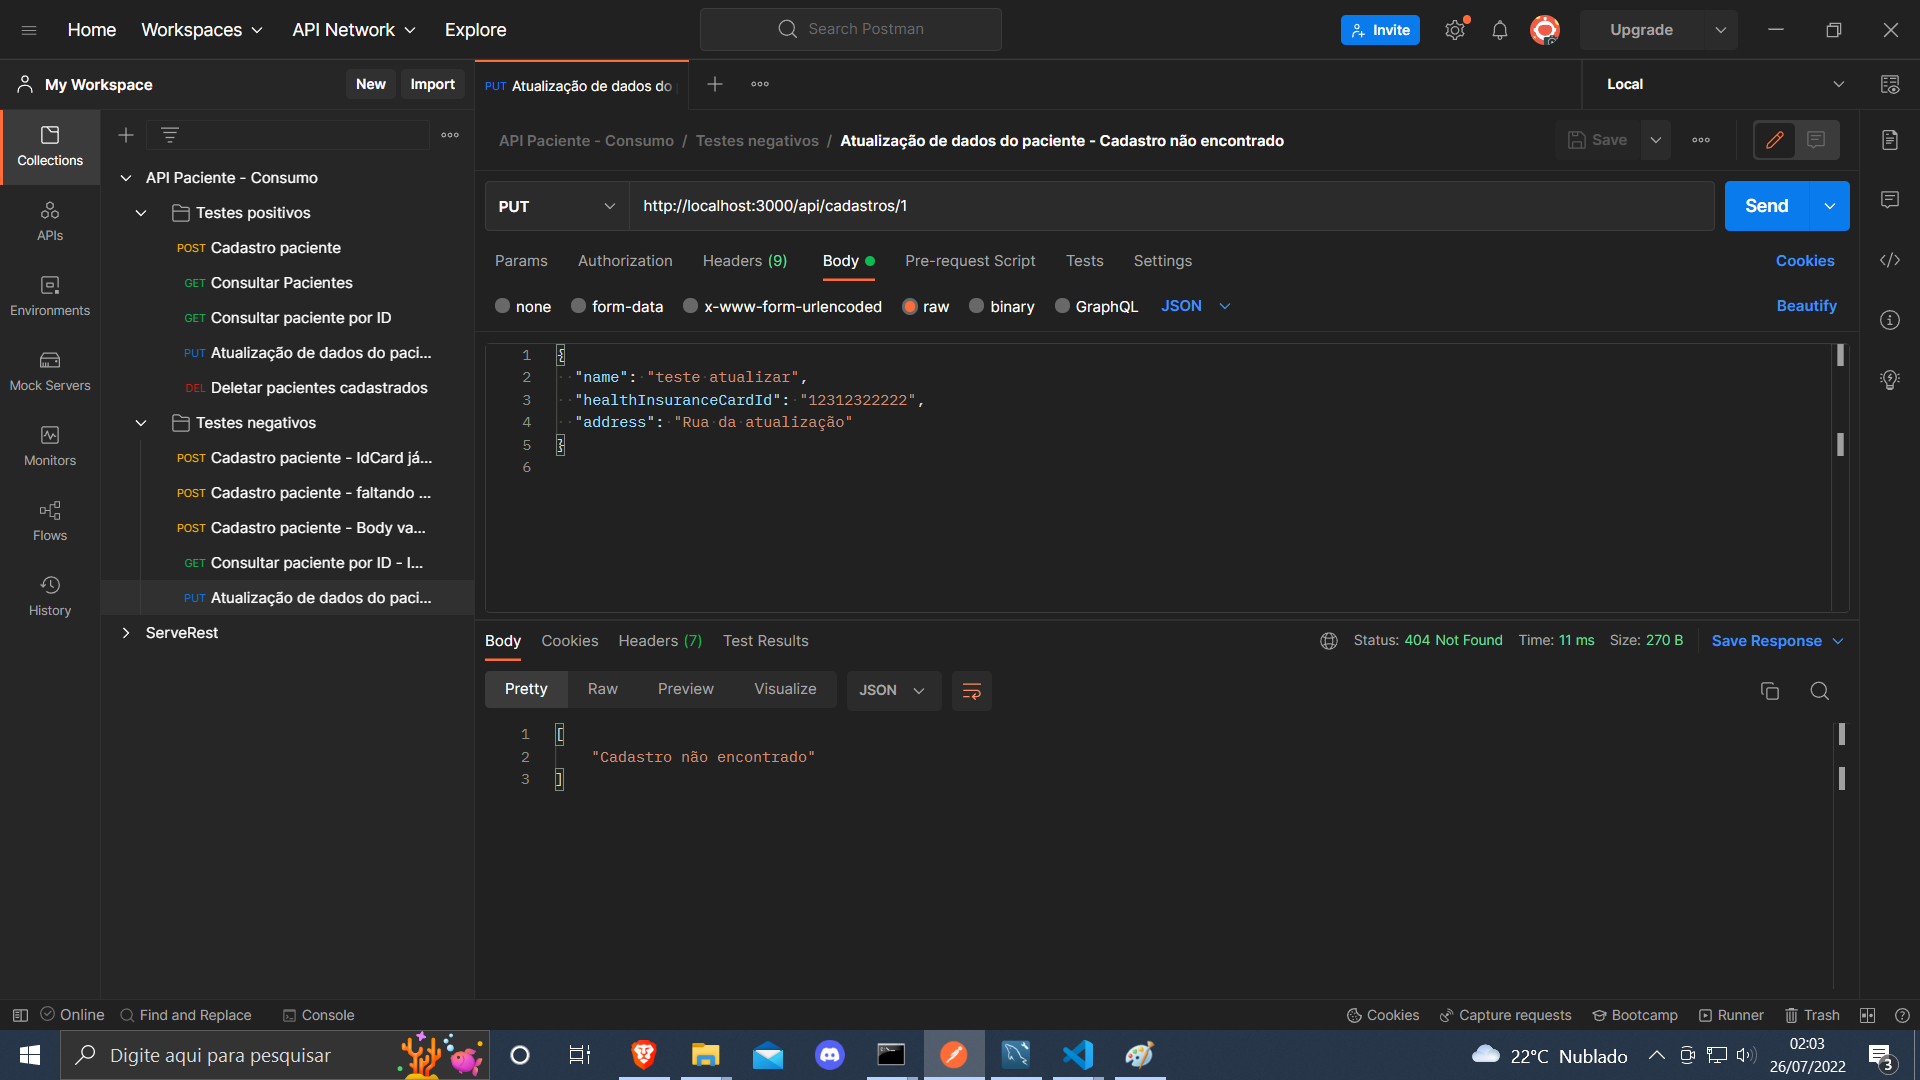 Home
Workspaces
API Network
Explore
Search Postman
Invite
Upgrade
My Workspace
New
Import
PUT Atualização de dados do
Local
Collections
APIs
Environments
Mock Servers
Monitors
Flows
History
API Paciente - Consumo
Testes positivos
POST Cadastro paciente
GET Consultar Pacientes
GET Consultar paciente por ID
PUT Atualização de dados do paci...
DEL Deletar pacientes cadastrados
Testes negativos
POST Cadastro paciente - IdCard já...
POST Cadastro paciente - faltando ...
POST Cadastro paciente - Body va...
GET Consultar paciente por ID - I...
PUT Atualização de dados do paci...
ServeRest
API Paciente - Consumo / Testes negativos / Atualização de dados do paciente - Cadastro não encontrado
Save
PUT
http://localhost:3000/api/cadastros/1
Send
Params
Authorization
Headers (9)
Body
Pre-request Script
Tests
Settings
Cookies
none
form-data
x-www-form-urlencoded
raw
binary
GraphQL
JSON
Beautify
1 {
2 "name": "teste atualizar",
3 "healthInsuranceCardId": "12312322222",
4 "address": "Rua da atualização"
5 }
6
Body
Cookies
Headers (7)
Test Results
Status: 404 Not Found
Time: 11 ms
Size: 270 B
Save Response
Pretty
Raw
Preview
Visualize
JSON
1 [
2 "Cadastro não encontrado"
3 ]
Online
Find and Replace
Console
Cookies
Capture requests
Bootcamp
Runner
Trash
Digite aqui para pesquisar
22°C Nublado
02:03
26/07/2022
3